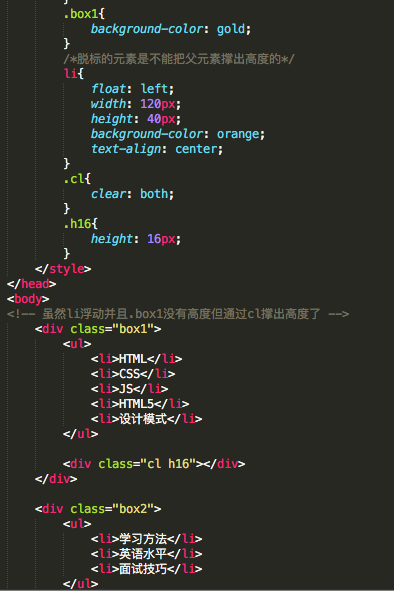 }
.box1{
background-color: gold;
}
/*脱标的元素是不能把父元素撑出高度的*/
li{
float: left;
width: 120px;
height: 40px;
background-color: orange;
text-align: center;
}
.cl{
clear: both;
}
.h16{
height: 16px;
}
</style>
</head>
<body>
<!-- 虽然li浮动并且.box1没有高度但通过cl撑出高度了 -->
<div class="box1">
<ul>
<li>HTML</li>
<li>CSS</li>
<li>JS</li>
<li>HTML5</li>
<li>设计模式</li>
</ul>
<div class="cl h16"></div>
</div>
<div class="box2">
<ul>
<li>学习方法</li>
<li>英语水平</li>
<li>面试技巧</li>
</ul>